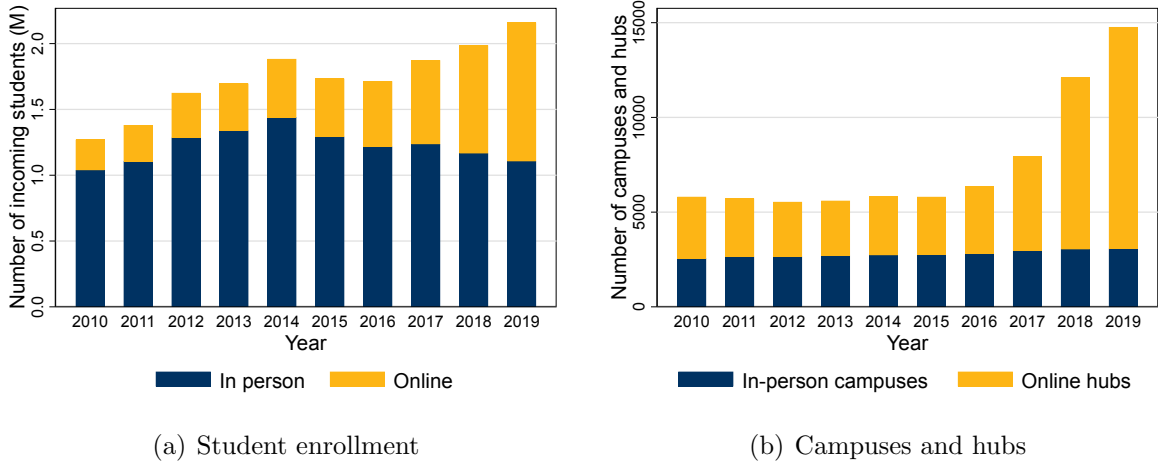 Number of incoming students (M)
2.0
1.5
1.0
0.5
0.0
2010 2011 2012 2013 2014 2015 2016 2017 2018 2019
Year
In person Online
(a) Student enrollment
Number of campuses and hubs
15000
10000
5000
0
2010 2011 2012 2013 2014 2015 2016 2017 2018 2019
Year
In-person campuses Online hubs
(b) Campuses and hubs